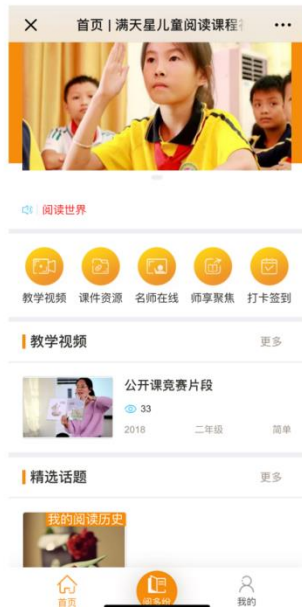 首页 | 满天星儿童阅读课程
阅读世界
教学视频 课件资源 名师在线 师享聚焦 打卡签到
教学视频 更多
公开课竞赛片段
33
2018 二年级 简单
精选话题 更多
我的阅读历史
首页 阅多纷 我的